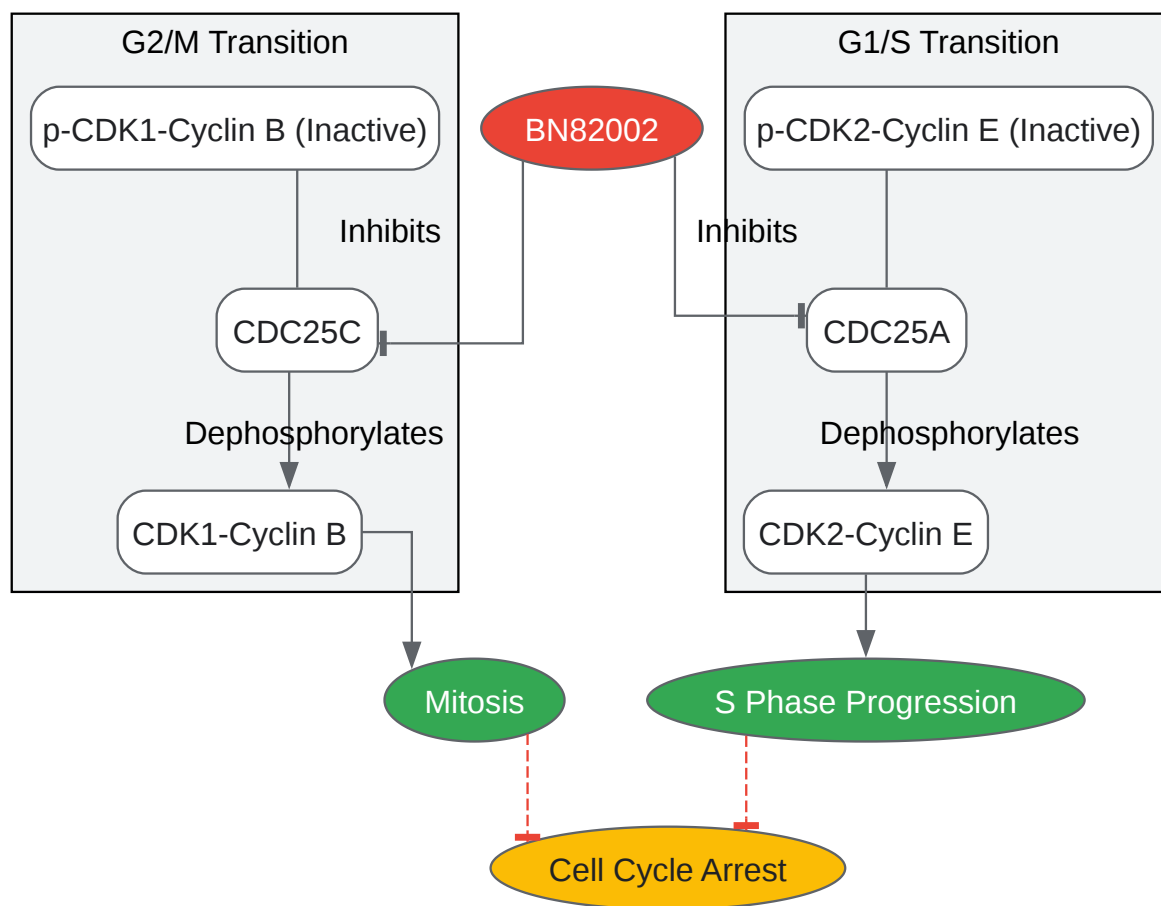 G2/M Transition
G1/S Transition
p-CDK1-Cyclin B (Inactive)
BN82002
p-CDK2-Cyclin E (Inactive)
Inhibits
Inhibits
CDC25C
CDC25A
Dephosphorylates
Dephosphorylates
CDK1-Cyclin B
CDK2-Cyclin E
Mitosis
S Phase Progression
Cell Cycle Arrest